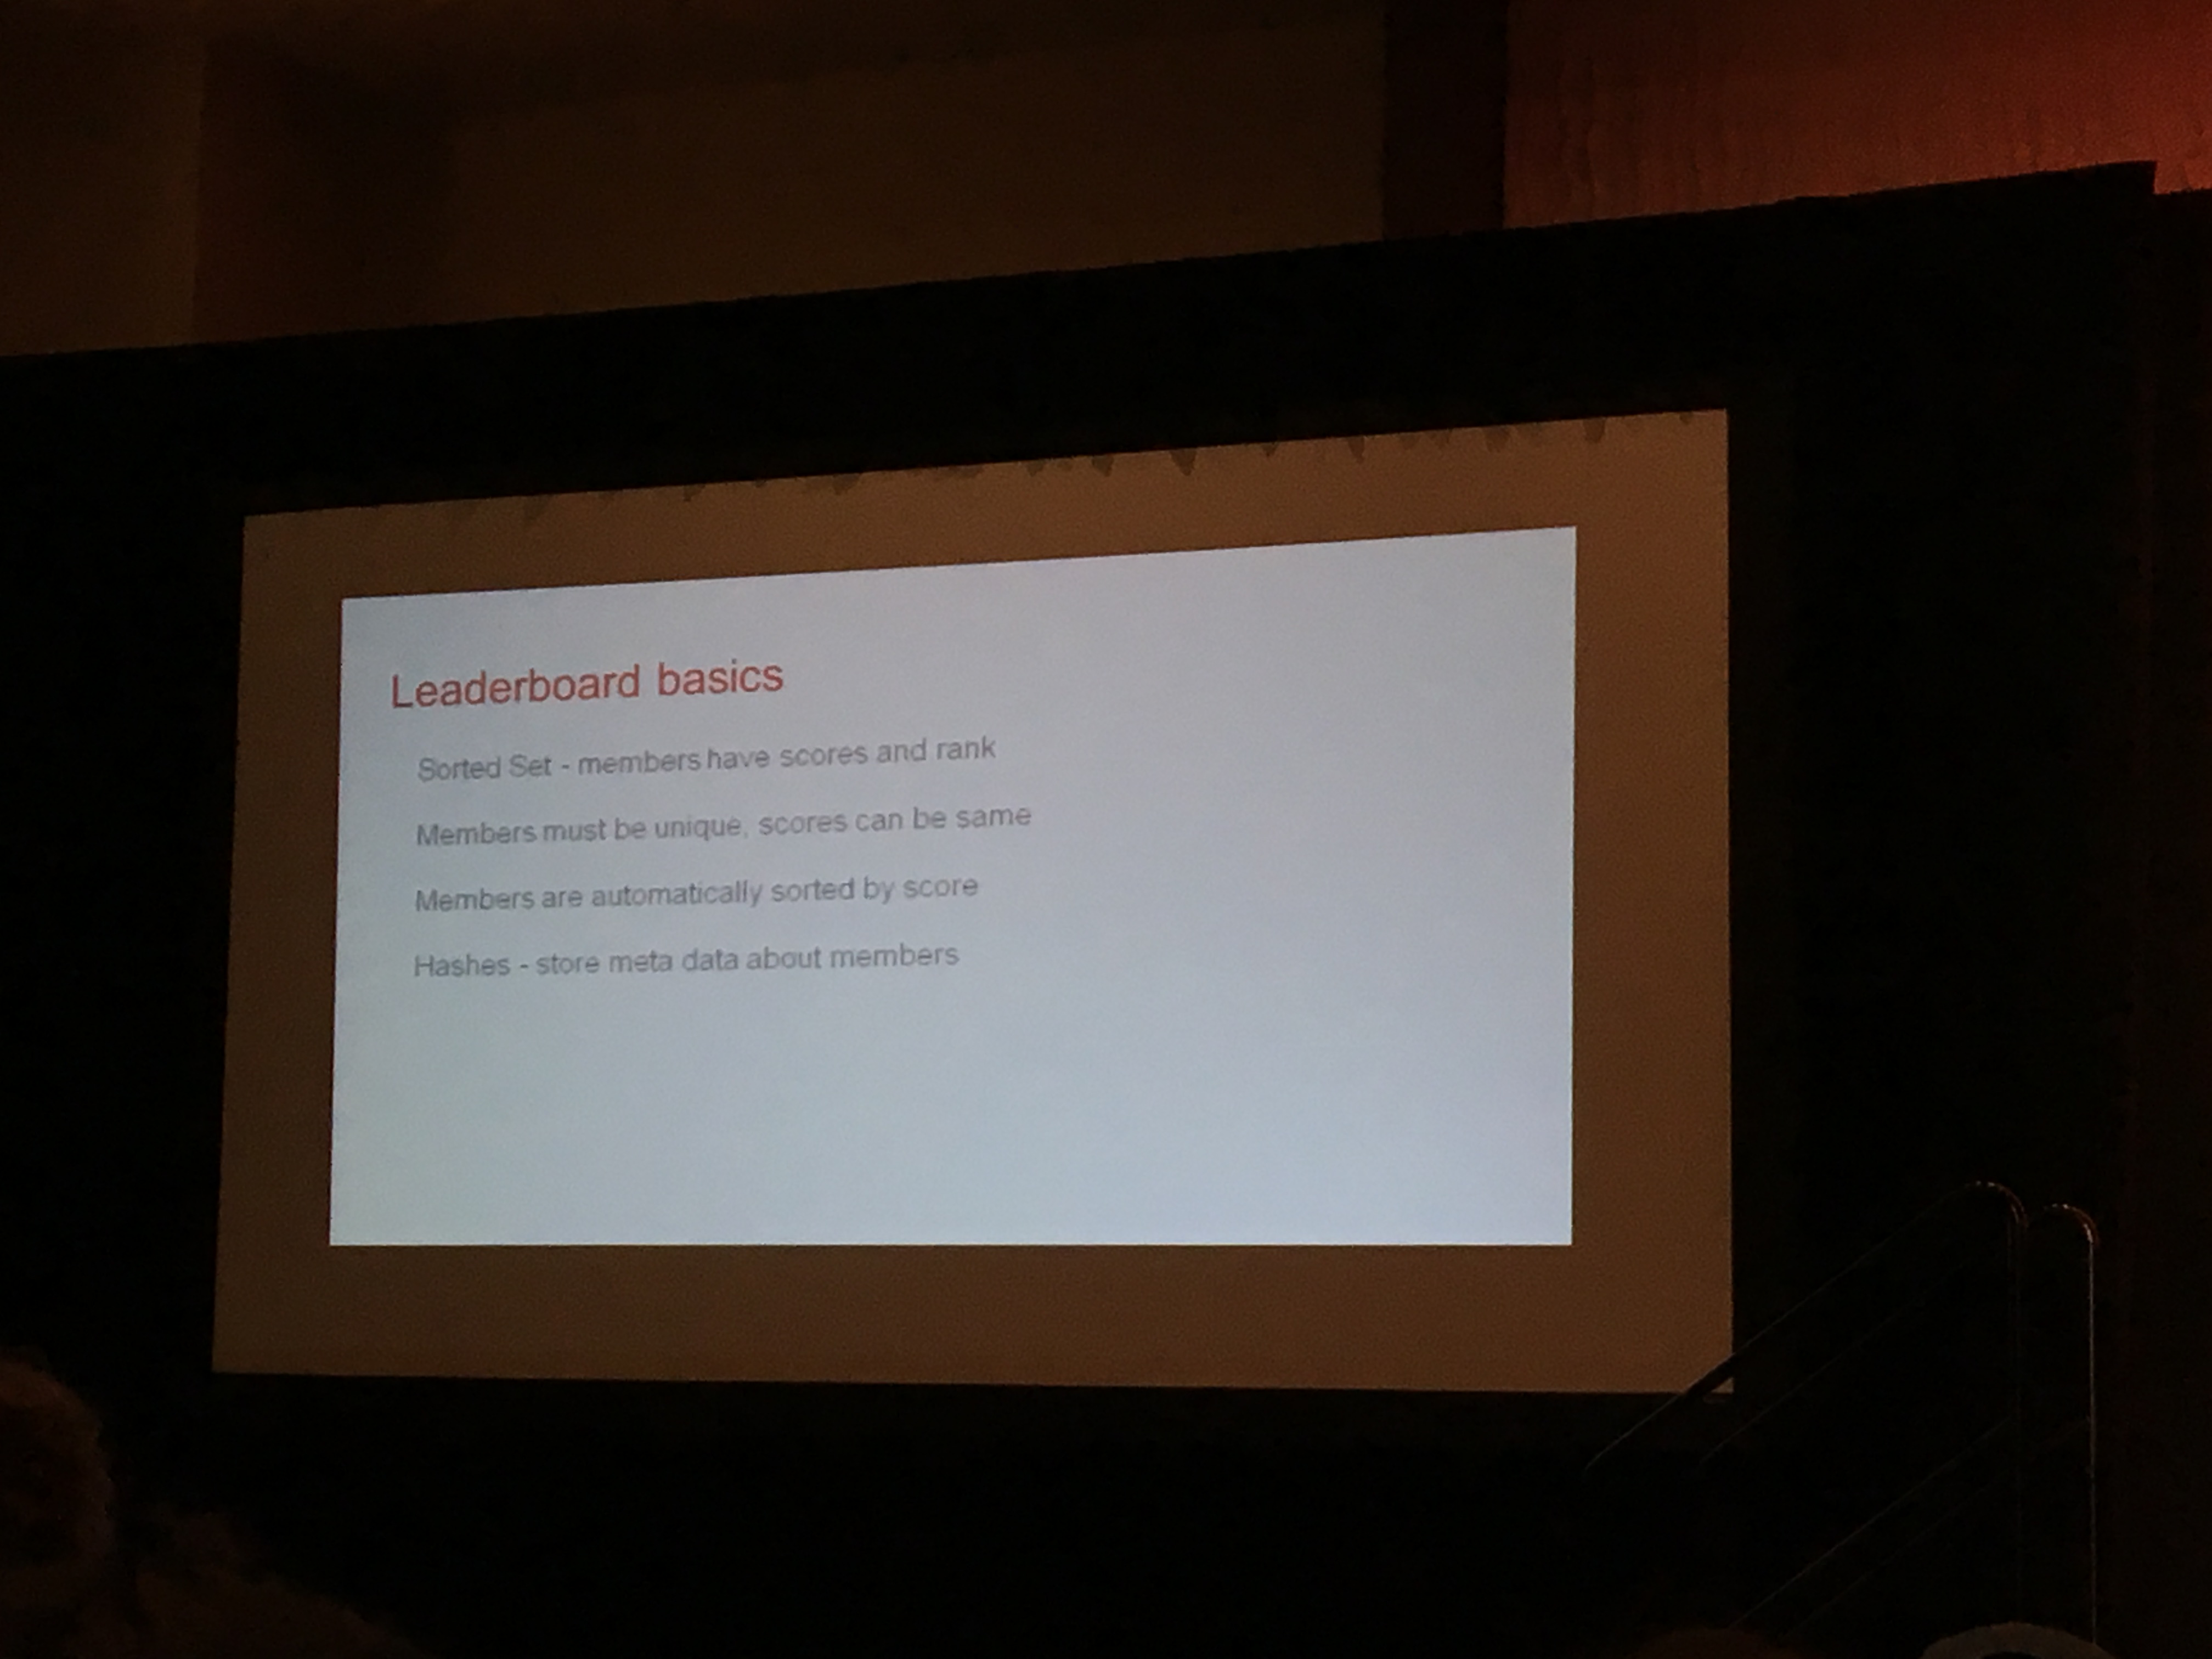 Leaderboard basics
Sorted Set - members have scores and rank
Members must be unique, scores can be same
Members are automatically sorted by score
Hashes - store meta data about members